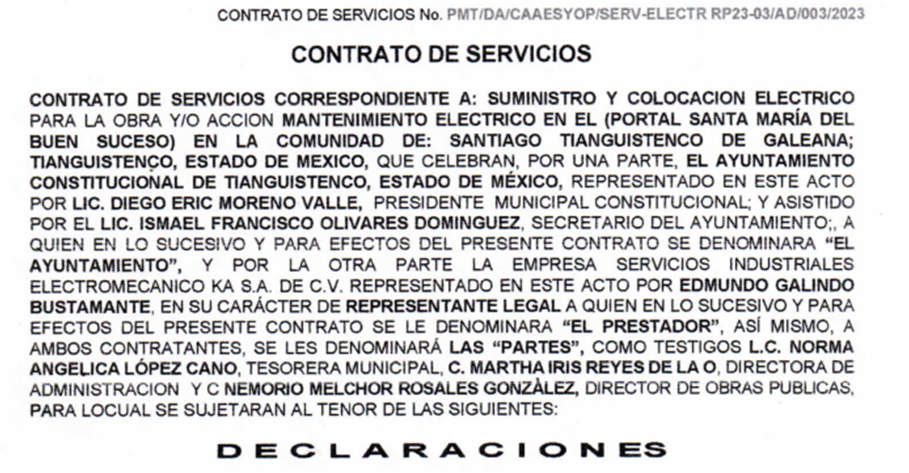 CONTRATO DE SERVICIOS No. PMT/DA/CAAESYOP/SERV-ELECTR RP23-03/AD/003/2023
CONTRATO DE SERVICIOS
CONTRATO DE SERVICIOS CORRESPONDIENTE A: SUMINISTRO Y COLOCACION ELECTRICO
PARA LA OBRA Y/O ACCION MANTENIMIENTO ELECTRICO EN EL (PORTAL SANTA MARÍA DEL
BUEN SUCESO) EN LA COMUNIDAD DE: SANTIAGO TIANGUISTENCO DE GALEANA;
TIANGUISTENCO, ESTADO DE MEXICO, QUE CELEBRAN, POR UNA PARTE, EL AYUNTAMIENTO
CONSTITUCIONAL DE TIANGUISTENCO, ESTADO DE MÉXICO, REPRESENTADO EN ESTE ACTO
POR LIC. DIEGO ERIC MORENO VALLE, PRESIDENTE MUNICIPAL CONSTITUCIONAL; Y ASISTIDO
POR EL LIC. ISMAEL FRANCISCO OLIVARES DOMINGUEZ, SECRETARIO DEL AYUNTAMIENTO;, A
QUIEN EN LO SUCESIVO Y PARA EFECTOS DEL PRESENTE CONTRATO SE DENOMINARA “EL
AYUNTAMIENTO”, Y POR LA OTRA PARTE LA EMPRESA SERVICIOS INDUSTRIALES
ELECTROMECANICO KA S.A. DE C.V. REPRESENTADO EN ESTE ACTO POR EDMUNDO GALINDO
BUSTAMANTE, EN SU CARÁCTER DE REPRESENTANTE LEGAL A QUIEN EN LO SUCESIVO Y PARA
EFECTOS DEL PRESENTE CONTRATO SE LE DENOMINARA “EL PRESTADOR”, ASÍ MISMO, A
AMBOS CONTRATANTES, SE LES DENOMINARÁ LAS “PARTES”, COMO TESTIGOS L.C. NORMA
ANGELICA LÓPEZ CANO, TESORERA MUNICIPAL, C. MARTHA IRIS REYES DE LA O, DIRECTORA DE
ADMINISTRACION Y C NEMORIO MELCHOR ROSALES GONZÀLEZ, DIRECTOR DE OBRAS PUBLICAS,
PARA LOCUAL SE SUJETARAN AL TENOR DE LAS SIGUIENTES:
DECLARACIONES